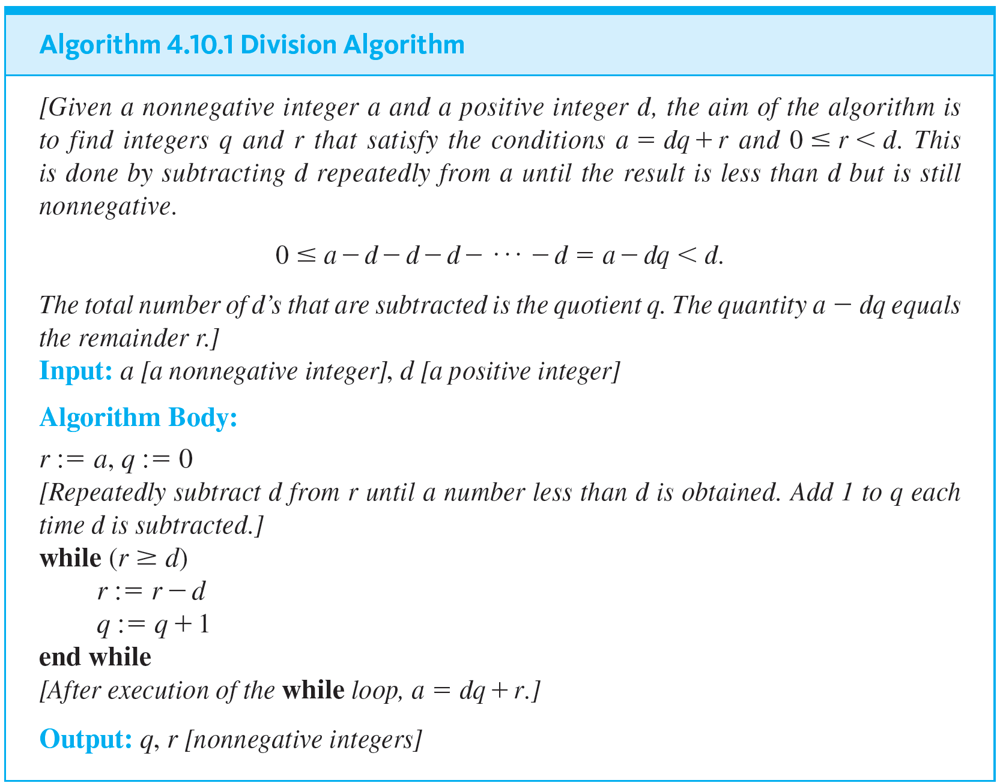 Algorithm 4.10.1 Division Algorithm
[Given a nonnegative integer a and a positive integer d, the aim of the algorithm is
to find integers q and r that satisfy the conditions a = dq + r and 0 ≤ r < d. This
is done by subtracting d repeatedly from a until the result is less than d but is still
nonnegative.
0 ≤ a − d − d − d − ⋯ − d = a − dq < d.
The total number of d’s that are subtracted is the quotient q. The quantity a − dq equals
the remainder r.]
Input: a [a nonnegative integer], d [a positive integer]
Algorithm Body:
r := a, q := 0
[Repeatedly subtract d from r until a number less than d is obtained. Add 1 to q each
time d is subtracted.]
while (r ≥ d)
r := r − d
q := q + 1
end while
[After execution of the while loop, a = dq + r.]
Output: q, r [nonnegative integers]